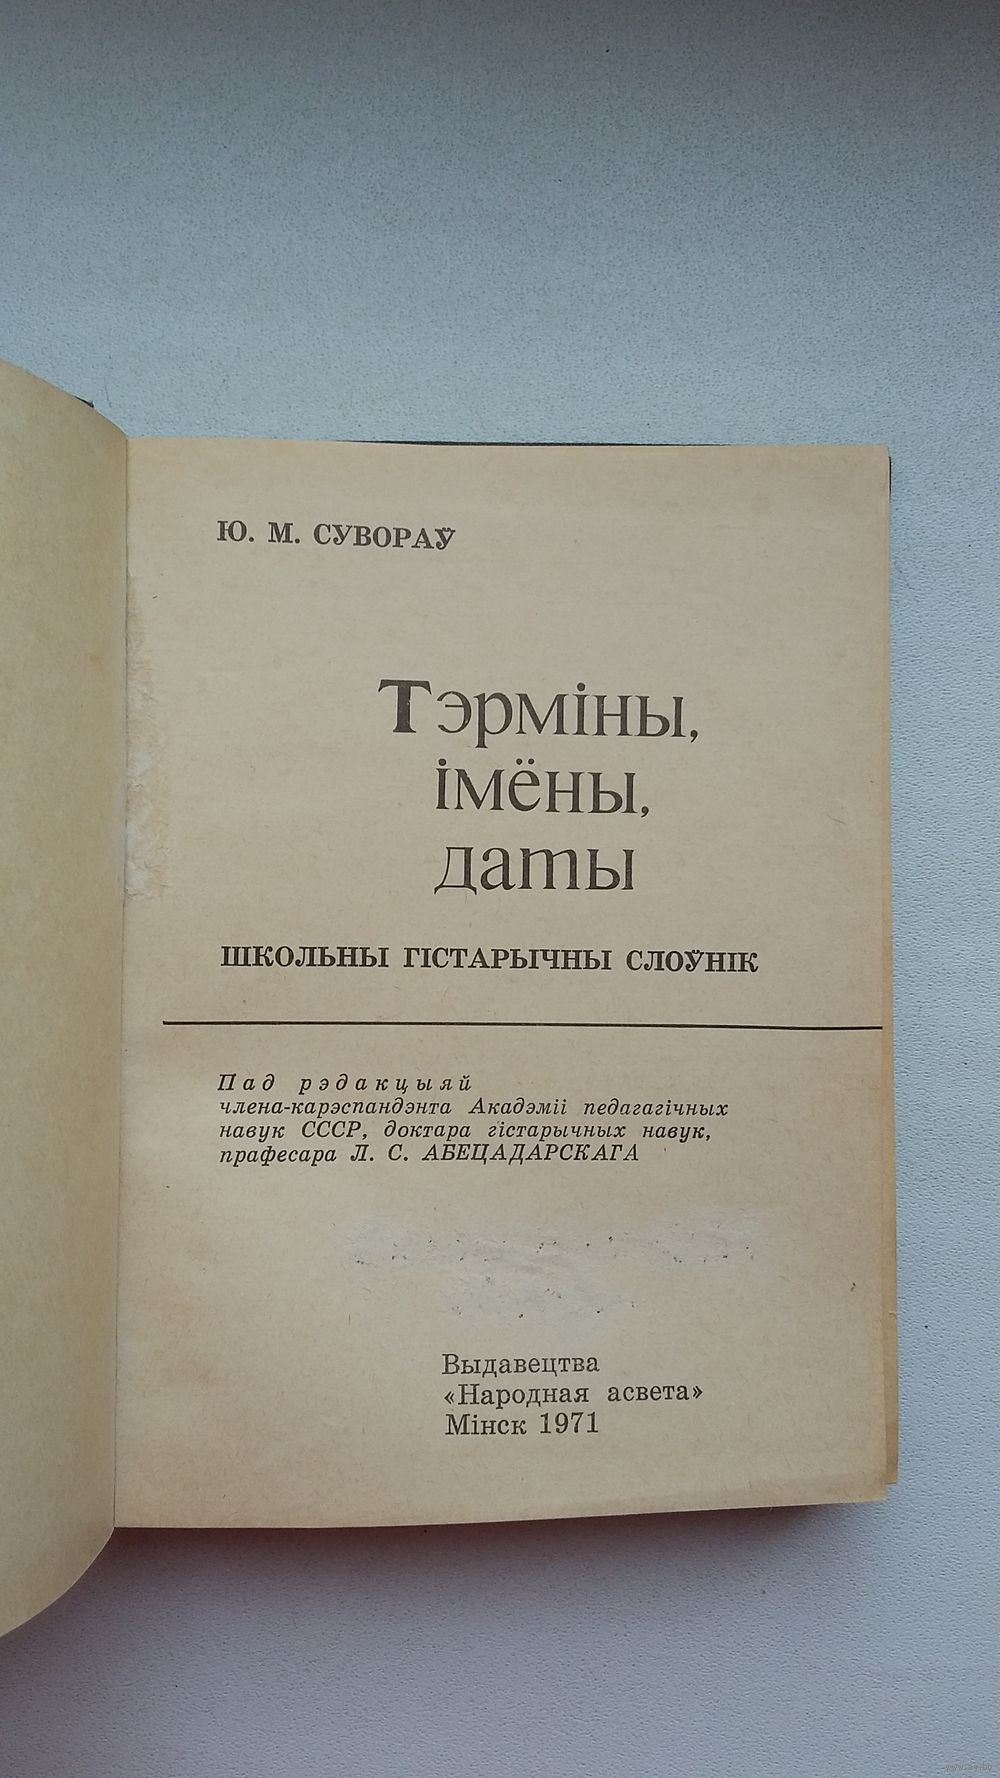 Ю. М. СУВОРАЎ
Тэрміны,
імёны,
даты
ШКОЛЬНЫ ГІСТАРЫЧНЫ СЛОЎНІК
Пад рэдакцыяй
члена-карэспандэнта Акадэміі педагагічных
навук СССР, доктара гістарычных навук,
прафесара Л. С. АБЕЦАДАРСКАГА
Выдавецтва
«Народная асвета»
Мінск 1971